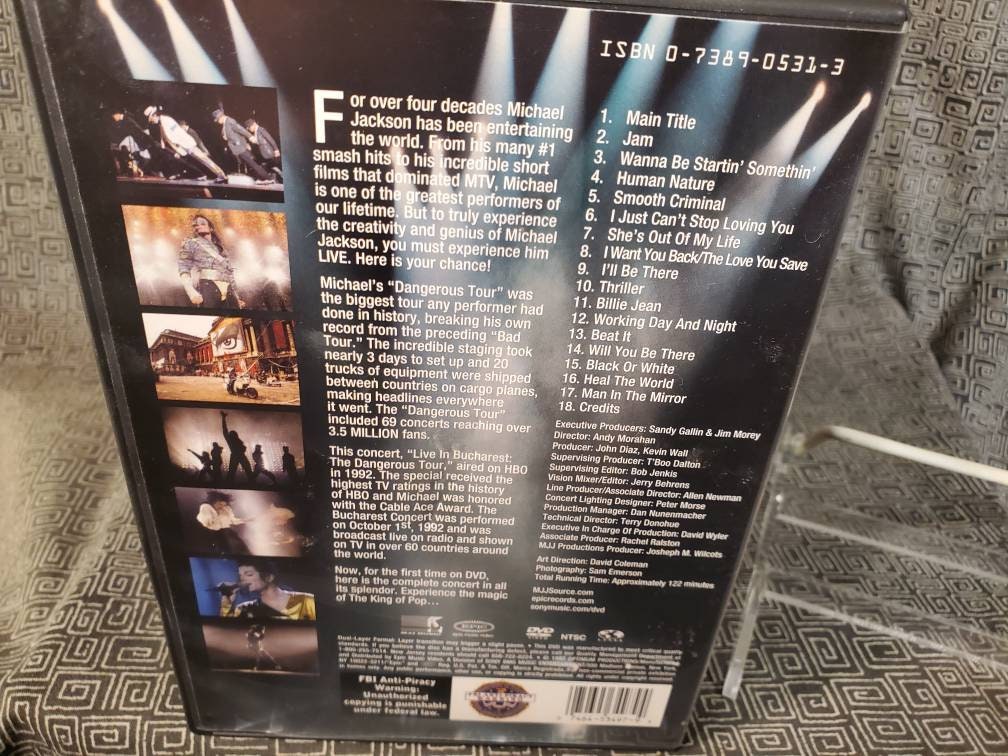 ISBN 0-7389-0531-3
For over four decades Michael
Jackson has been entertaining
the world. From his many #1
smash hits to his incredible short
films that dominated MTV, Michael
is one of the greatest performers of
our lifetime. But to truly experience
the creativity and genius of Michael
Jackson, you must experience him
LIVE. Here is your chance!
Michael's "Dangerous Tour" was
the biggest tour any performer had
done in history, breaking his own
record from the preceding "Bad
Tour." The incredible staging took
nearly 3 days to set up and 20
trucks of equipment were shipped
between countries on cargo planes,
making headlines everywhere
it went. The "Dangerous Tour"
included 69 concerts reaching over
3.5 MILLION fans.
This concert, "Live In Bucharest:
The Dangerous Tour," aired on HBO
in 1992. The special received the
highest TV ratings in the history
of HBO and Michael was honored
with the Cable Ace Award. The
Bucharest Concert was performed
on October 1st, 1992 and was
broadcast live on radio and shown
on TV in over 60 countries around
the world.
Now, for the first time on DVD,
here is the complete concert in all
its splendor. Experience the magic
of The King of Pop...
1. Main Title
2. Jam
3. Wanna Be Startin' Somethin'
4. Human Nature
5. Smooth Criminal
6. I Just Can't Stop Loving You
7. She's Out Of My Life
8. I Want You Back/The Love You Save
9. I'll Be There
10. Thriller
11. Billie Jean
12. Working Day And Night
13. Beat It
14. Will You Be There
15. Black Or White
16. Heal The World
17. Man In The Mirror
18. Credits
Executive Producers: Sandy Gallin & Jim Morey
Director: Andy Morahan
Producer: John Diaz, Kevin Wall
Supervising Producer: T'Boo Dalton
Supervising Editor: Bob Jenkis
Vision Mixer/Editor: Jerry Behrens
Line Producer/Associate Director: Allen Newman
Concert Lighting Designer: Peter Morse
Production Manager: Dan Nunenmacher
Technical Director: Terry Donohue
Executive In Charge Of Production: David Wyler
Associate Producer: Rachel Ralston
MJJ Productions Producer: Josheph M. Wilcots
Art Direction: David Coleman
Photography: Sam Emerson
Total Running Time: Approximately 122 minutes
MJJSource.com
epicrecords.com
sonymusic.com/dvd
EPIC
DVD
NTSC
Dual-Layer Format: Layer transition may trigger a slight pause.
FBI Anti-Piracy
Warning:
Unauthorized
copying is punishable
under federal law.